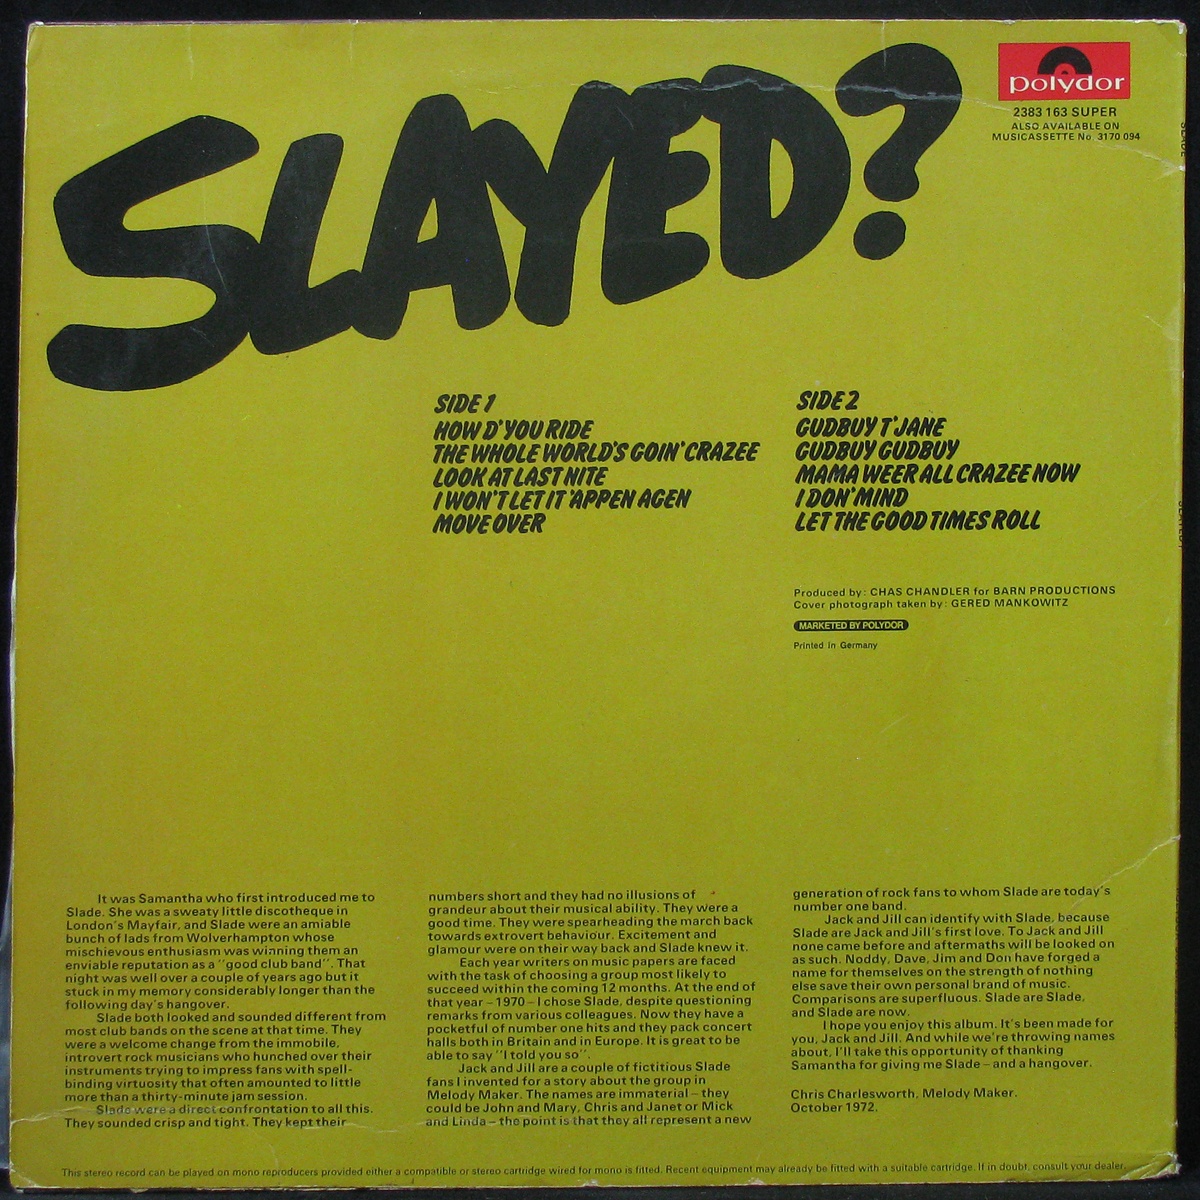 SLAYED?
polydor
2383 163 SUPER
ALSO AVAILABLE ON
MUSICASSETTE No. 3170 094
SIDE 1
HOW D'YOU RIDE
THE WHOLE WORLD'S GOIN' CRAZEE
LOOK AT LAST NITE
I WON'T LET IT 'APPEN AGEN
MOVE OVER
SIDE 2
GUDBUY T'JANE
GUDBUY GUDBUY
MAMA WEER ALL CRAZEE NOW
I DON' MIND
LET THE GOOD TIMES ROLL
Produced by: CHAS CHANDLER for BARN PRODUCTIONS
Cover photograph taken by: GERED MANKOWITZ
MARKETED BY POLYDOR
Printed in Germany
It was Samantha who first introduced me to
Slade. She was a sweaty little discotheque in
London's Mayfair, and Slade were an amiable
bunch of lads from Wolverhampton whose
mischievous enthusiasm was winning them an
enviable reputation as a "good club band". That
night was well over a couple of years ago but it
stuck in my memory considerably longer than the
following day's hangover.
Slade both looked and sounded different from
most club bands on the scene at that time. They
were a welcome change from the immobile,
introvert rock musicians who hunched over their
instruments trying to impress fans with spell-
binding virtuosity that often amounted to little
more than a thirty-minute jam session.
Slade were a direct confrontation to all this.
They sounded crisp and tight. They kept their
numbers short and they had no illusions of
grandeur about their musical ability. They were a
good time. They were spearheading the march back
towards extrovert behaviour. Excitement and
glamour were on their way back and Slade knew it.
Each year writers on music papers are faced
with the task of choosing a group most likely to
succeed within the coming 12 months. At the end of
that year – 1970 – I chose Slade, despite questioning
remarks from various colleagues. Now they have a
pocketful of number one hits and they pack concert
halls both in Britain and in Europe. It is great to be
able to say "I told you so".
Jack and Jill are a couple of fictitious Slade
fans I invented for a story about the group in
Melody Maker. The names are immaterial – they
could be John and Mary, Chris and Janet or Mick
and Linda – the point is that they all represent a new
generation of rock fans to whom Slade are today's
number one band.
Jack and Jill can identify with Slade, because
Slade are Jack and Jill's first love. To Jack and Jill
none came before and aftermaths will be looked on
as such. Noddy, Dave, Jim and Don have forged a
name for themselves on the strength of nothing
else save their own personal brand of music.
Comparisons are superfluous. Slade are Slade,
and Slade are now.
I hope you enjoy this album. It's been made for
you, Jack and Jill. And while we're throwing names
about, I'll take this opportunity of thanking
Samantha for giving me Slade – and a hangover.
Chris Charlesworth, Melody Maker.
October 1972.
This stereo record can be played on mono reproducers provided either a compatible or stereo cartridge wired for mono is fitted. Recent equipment may already be fitted with a suitable cartridge. If in doubt, consult your dealer.